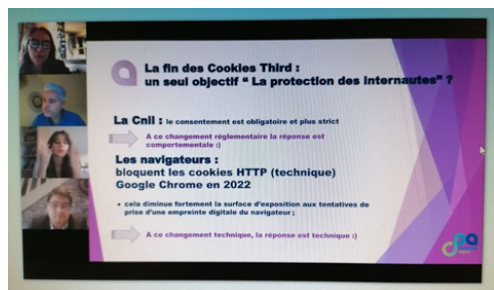 La fin des Cookies Third :
un seul objectif “ La protection des internautes” ?
La Cnil : le consentement est obligatoire et plus strict
A ce changement réglementaire la réponse est
comportementale :)
Les navigateurs :
bloquent les cookies HTTP (technique)
Google Chrome en 2022
• cela diminue fortement la surface d'exposition aux tentatives de
prise d'une empreinte digitale du navigateur ;
A ce changement technique, la réponse est technique :)